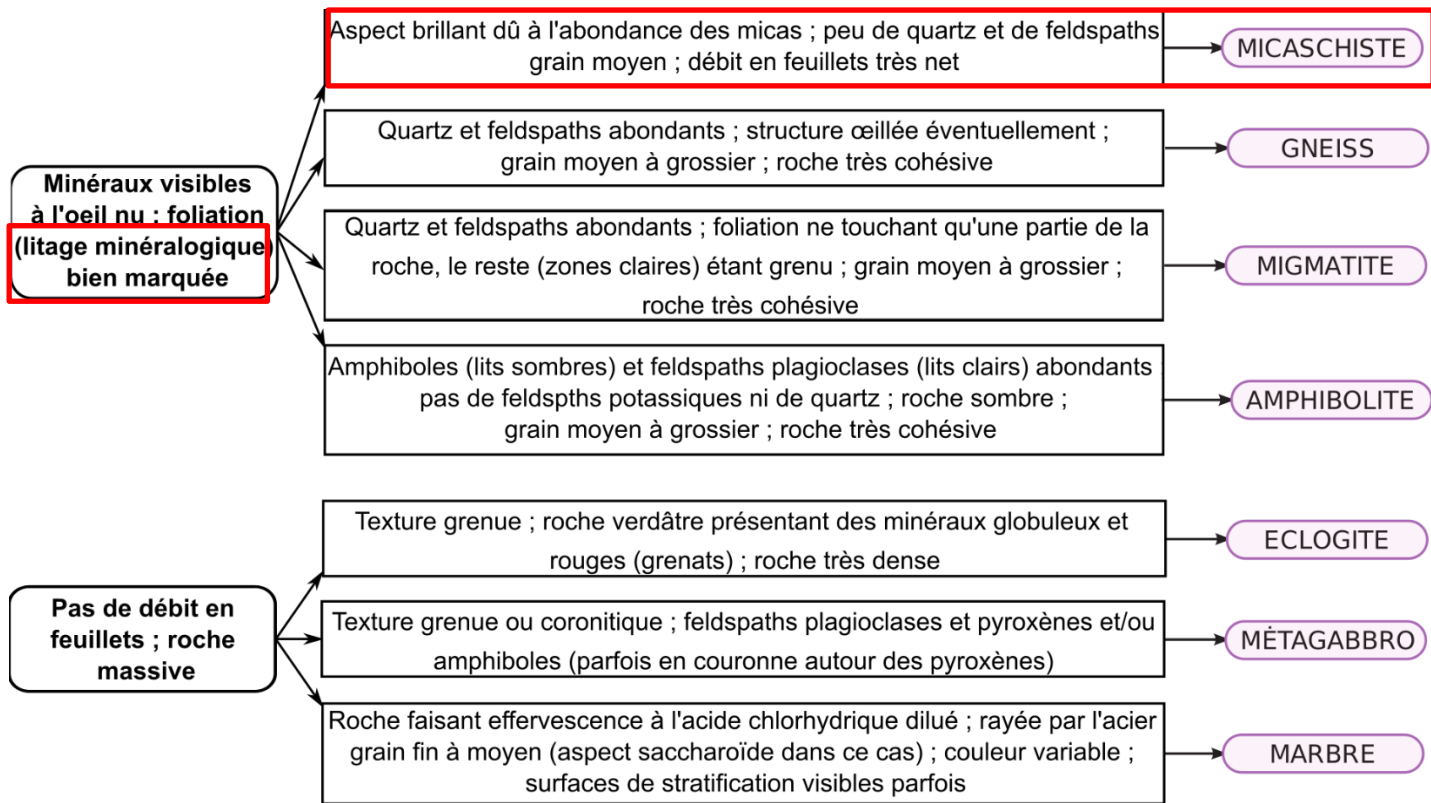 Aspect brillant dû à l'abondance des micas ; peu de quartz et de feldspaths
grain moyen ; débit en feuillets très net
MICASCHISTE
Quartz et feldspaths abondants ; structure œillée éventuellement ;
grain moyen à grossier ; roche très cohésive
GNEISS
Minéraux visibles
à l'oeil nu ; foliation
(litage minéralogique)
bien marquée
Quartz et feldspaths abondants ; foliation ne touchant qu'une partie de la
roche, le reste (zones claires) étant grenu ; grain moyen à grossier ;
roche très cohésive
MIGMATITE
Amphiboles (lits sombres) et feldspaths plagioclases (lits clairs) abondants
pas de feldspths potassiques ni de quartz ; roche sombre ;
grain moyen à grossier ; roche très cohésive
AMPHIBOLITE
Texture grenue ; roche verdâtre présentant des minéraux globuleux et
rouges (grenats) ; roche très dense
ECLOGITE
Pas de débit en
feuillets ; roche
massive
Texture grenue ou coronitique ; feldspaths plagioclases et pyroxènes et/ou
amphiboles (parfois en couronne autour des pyroxènes)
MÉTAGABBRO
Roche faisant effervescence à l'acide chlorhydrique dilué ; rayée par l'acier
grain fin à moyen (aspect saccharoïde dans ce cas) ; couleur variable ;
surfaces de stratification visibles parfois
MARBRE